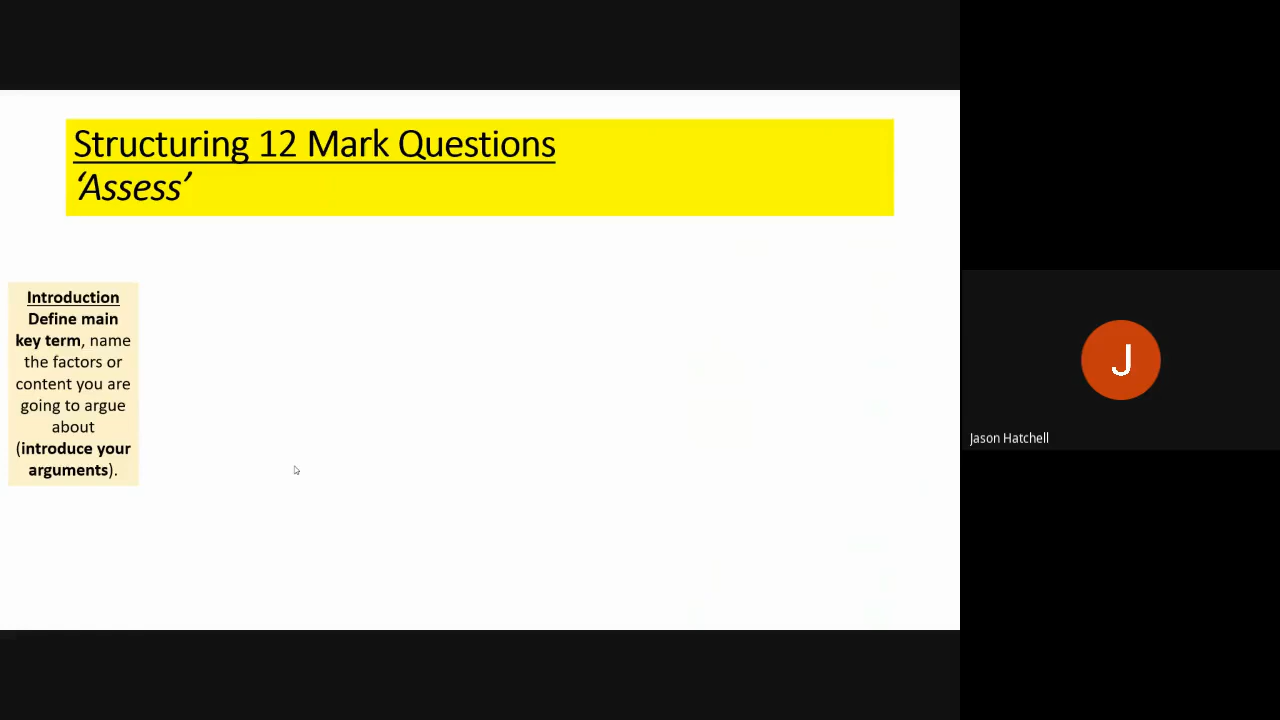 Structuring 12 Mark Questions
‘Assess’
Introduction
Define main
key term, name
the factors or
content you are
going to argue
about
(introduce your
arguments).
J
Jason Hatchell